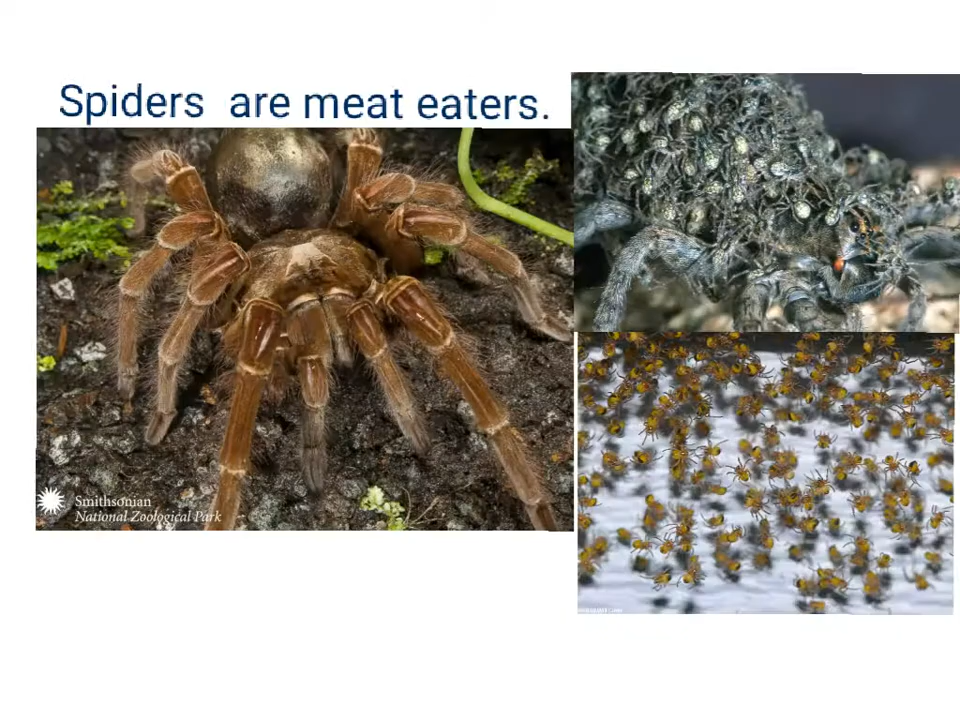 Spiders are meat eaters.
Smithsonian
National Zoological Park